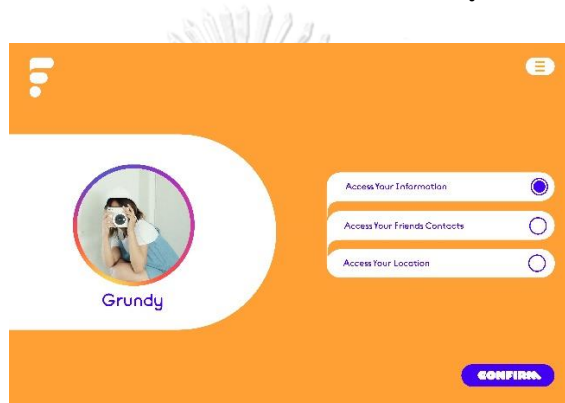 Access Your Information
Access Your Friends Contacts
Access Your Location
Grundy
CONFIRM